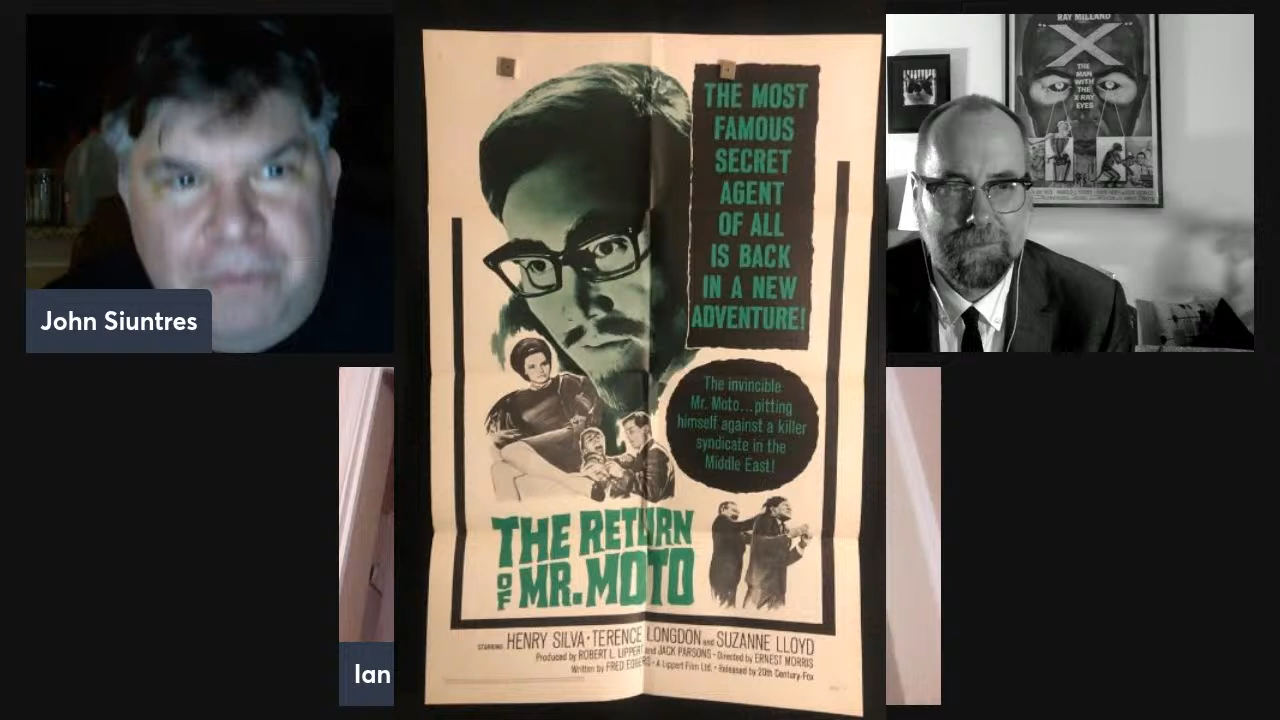 John Siuntres
THE MOST
FAMOUS
SECRET
AGENT
OF ALL
IS BACK
IN A NEW
ADVENTURE!
The invincible
Mr. Moto...pitting
himself against a killer
syndicate in the
Middle East!
THE RETURN
OF MR. MOTO
STARRING HENRY SILVA · TERENCE LONGDON and SUZANNE LLOYD
Produced by ROBERT L. LIPPERT and JACK PARSONS · Directed by ERNEST MORRIS
Written by FRED · A Lippert Film Ltd. · Released by 20th Century-Fox
RAY MILLAND
X
THE
MAN
WITH
THE
X-RAY
EYES
Ian